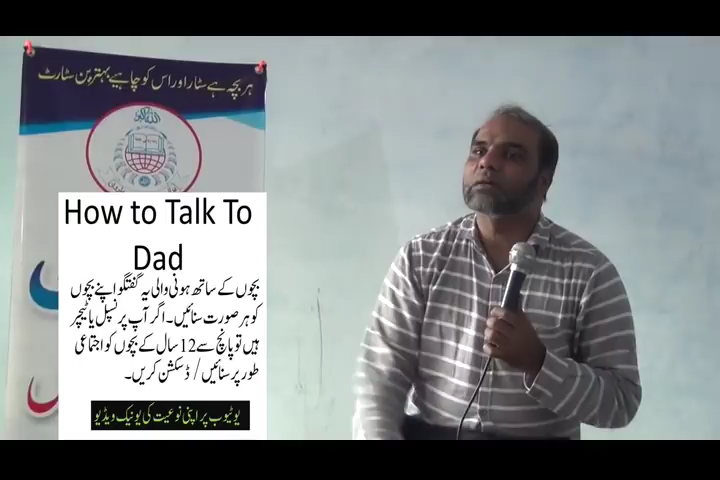 ہر بچہ ہے سٹار اور اس کو چاہیے بہترین سٹارٹ
How to Talk To
Dad
بچوں کے ساتھ ہونی والی یہ گفتگو اپنے بچوں
کو ہر صورت سنائیں۔ اگر آپ پرنسپل یا ٹیچر
ہیں تو پانچ سے 12 سال کے بچوں کو اجتماعی
طور پر سنائیں / ڈسکشن کریں۔
یوٹیوب پر اپنی نوعیت کی یونیک ویڈیو